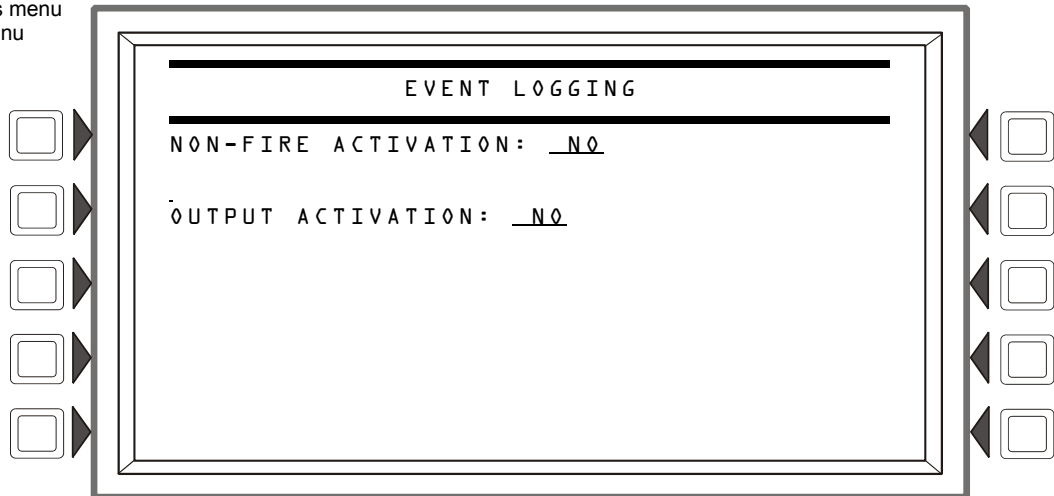 s menu
nu
EVENT LOGGING
NON-FIRE ACTIVATION: NO
OUTPUT ACTIVATION: NO